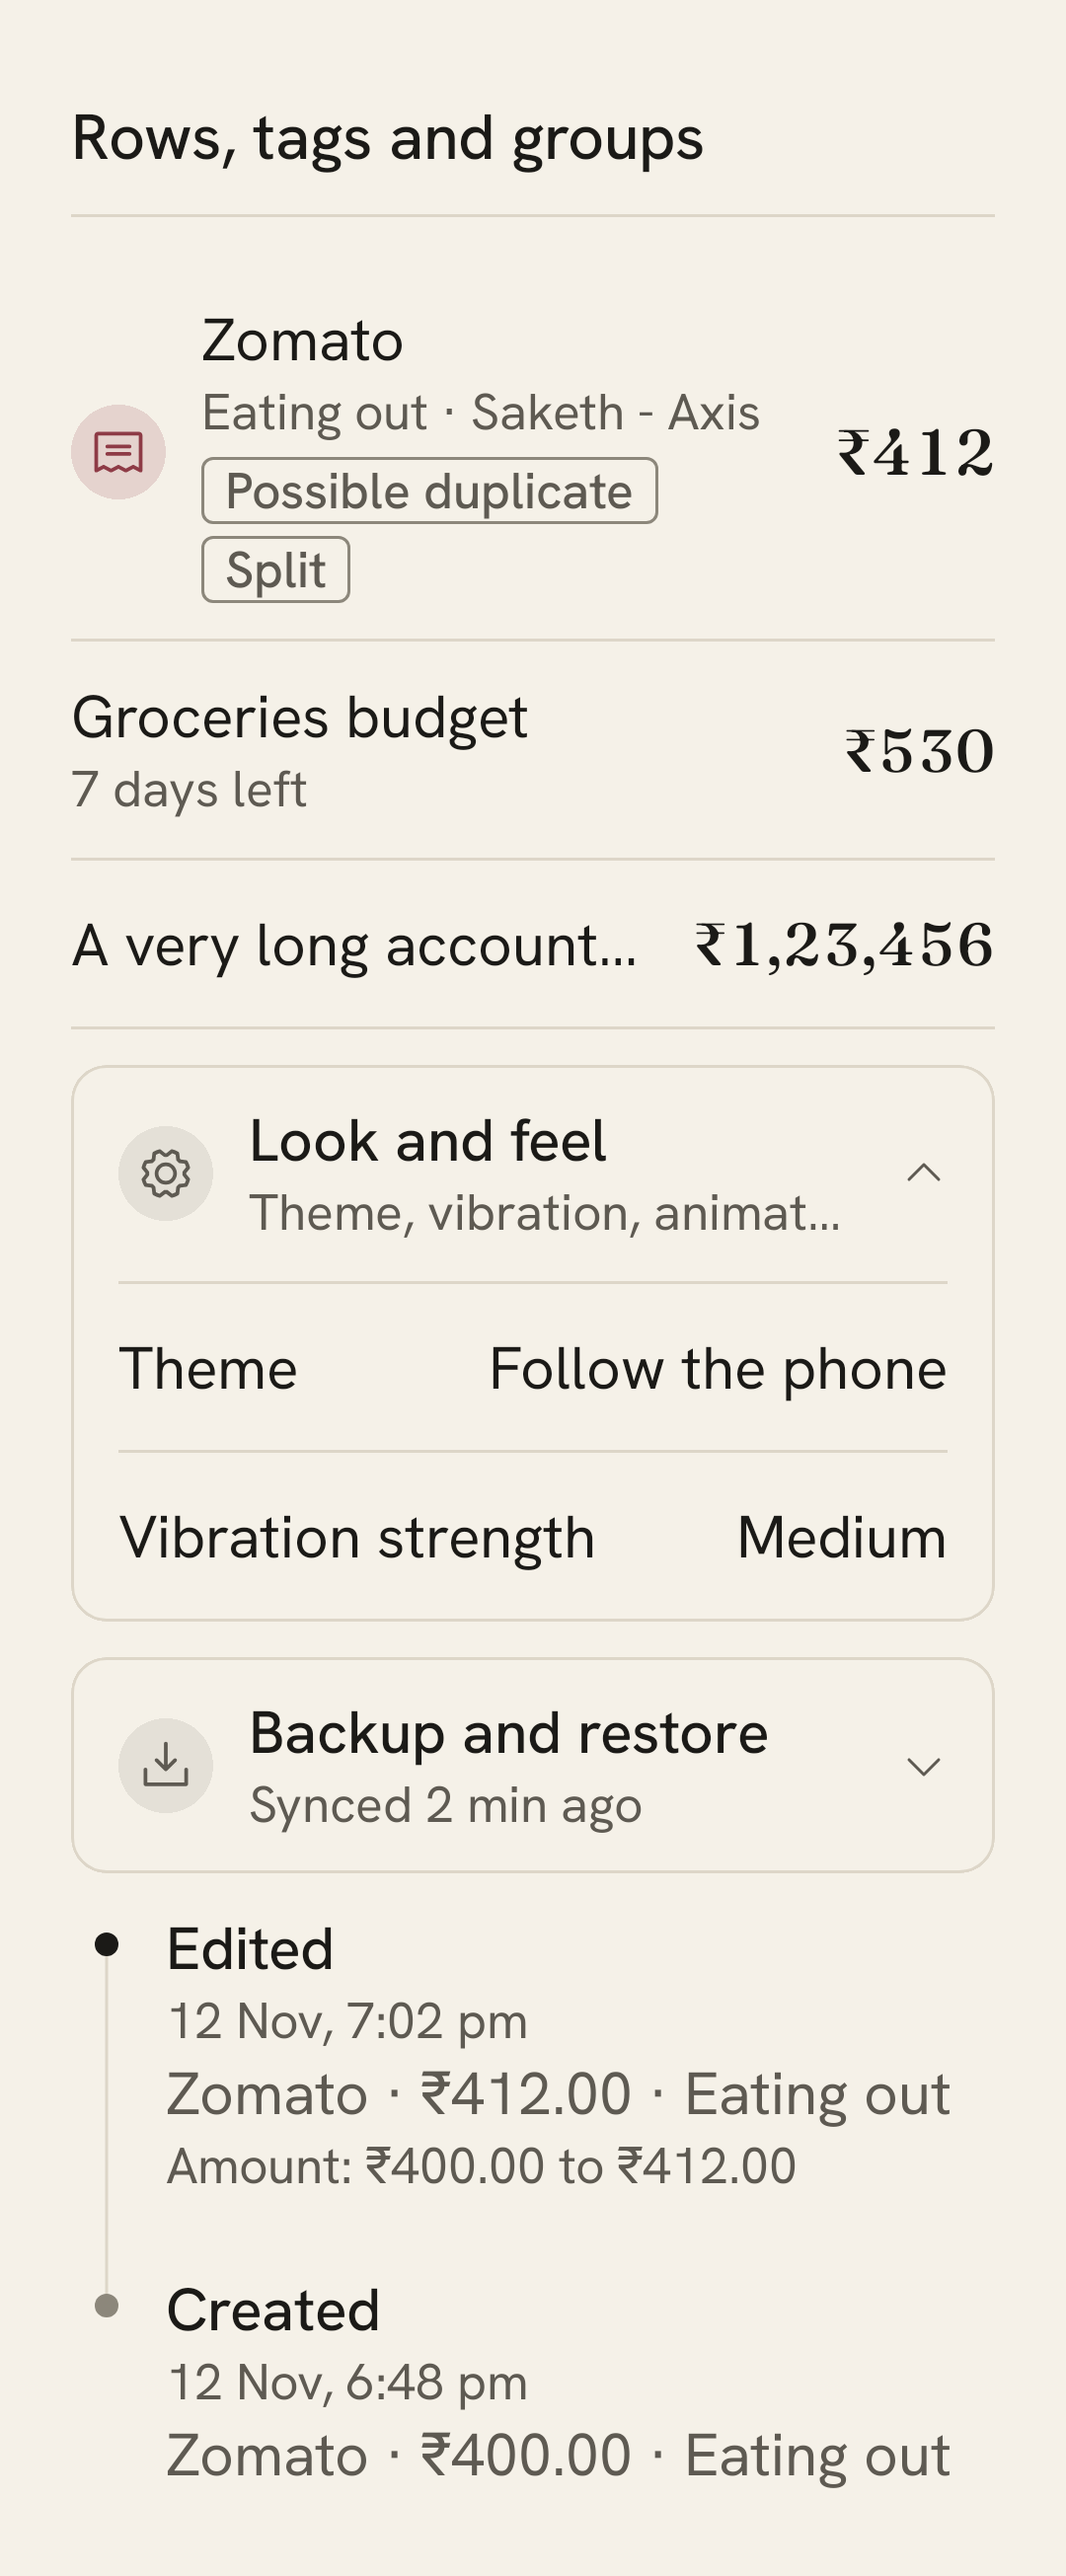 Rows, tags and groups
Zomato
Eating out · Saketh - Axis
₹412
Possible duplicate
Split
Groceries budget
7 days left
₹530
A very long account...
₹1,23,456
Look and feel
Theme, vibration, animat...
Theme
Follow the phone
Vibration strength
Medium
Backup and restore
Synced 2 min ago
Edited
12 Nov, 7:02 pm
Zomato · ₹412.00 · Eating out
Amount: ₹400.00 to ₹412.00
Created
12 Nov, 6:48 pm
Zomato · ₹400.00 · Eating out